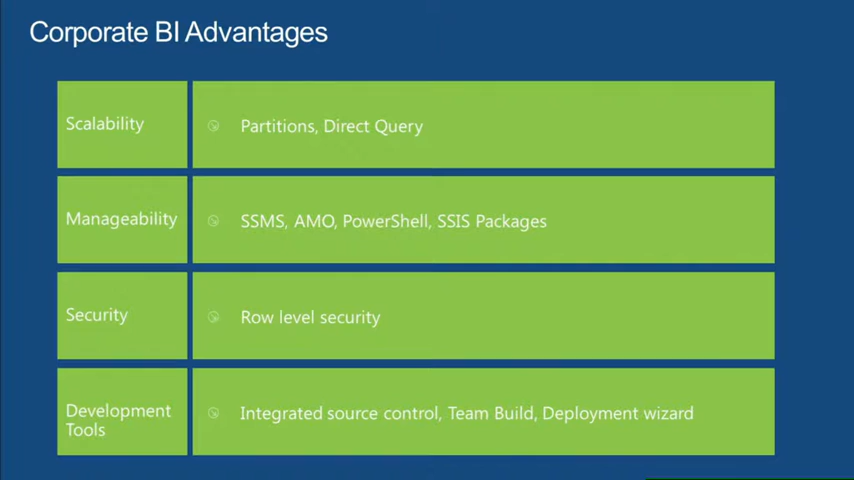 Corporate BI Advantages
Scalability
Partitions, Direct Query
Manageability
SSMS, AMO, PowerShell, SSIS Packages
Security
Row level security
Development
Tools
Integrated source control, Team Build, Deployment wizard